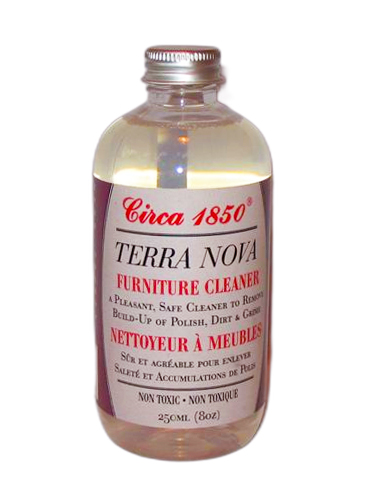 Circa 1850®
TERRA NOVA
FURNITURE CLEANER
A PLEASANT, SAFE CLEANER TO REMOVE
BUILD-UP OF POLISH, DIRT & GRIME
NETTOYEUR À MEUBLES
SÛR ET AGRÉABLE POUR ENLEVER
SALETÉ ET ACCUMULATIONS DE POLIS
NON TOXIC • NON TOXIQUE
250ML (8OZ)